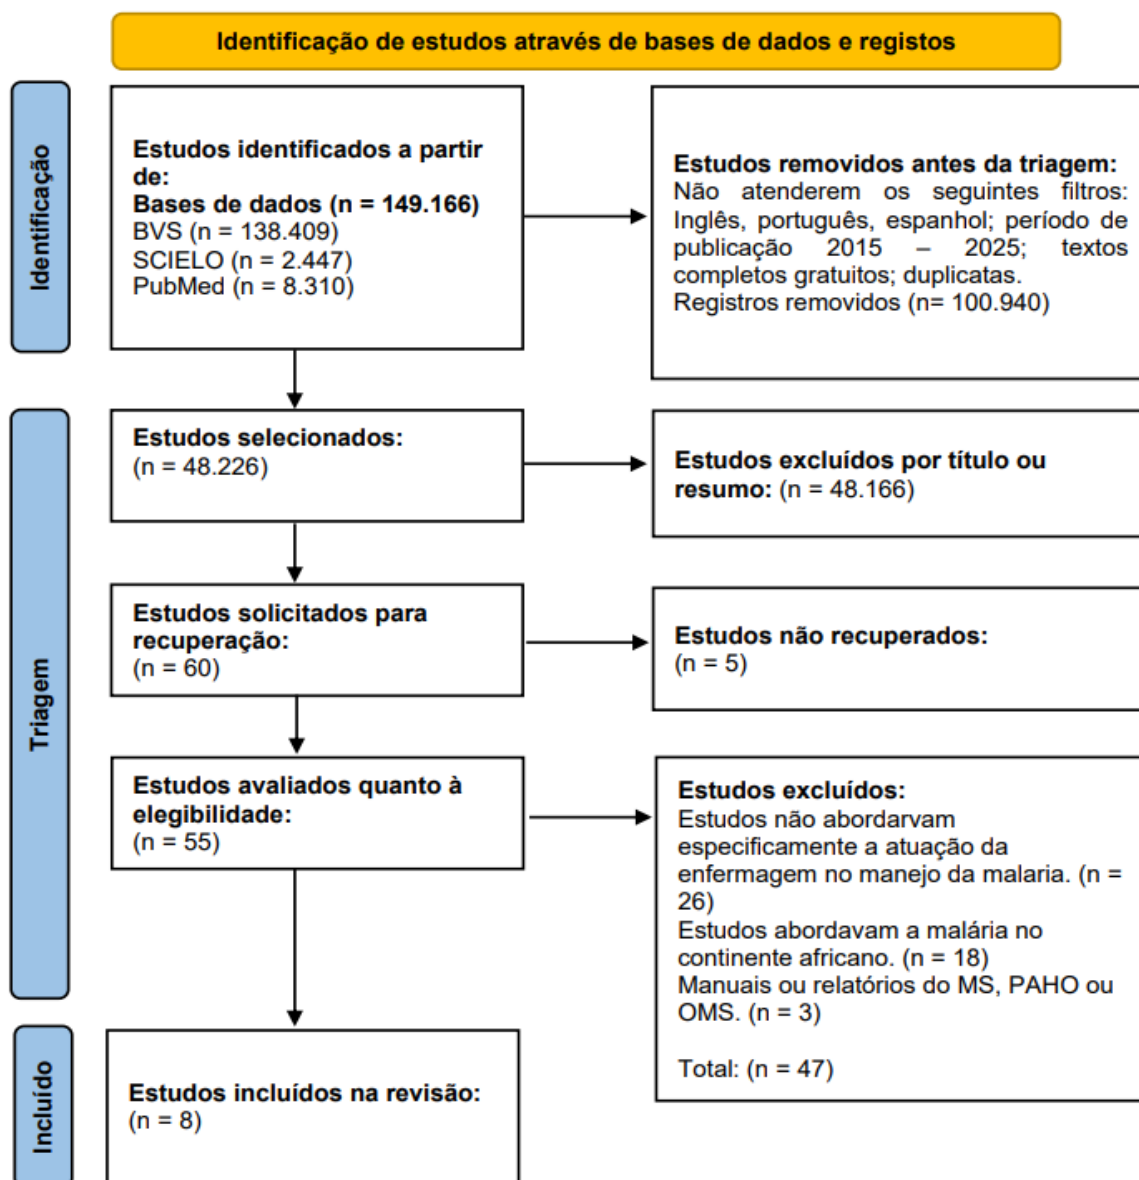 Identificação de estudos através de bases de dados e registos
Identificação
Estudos identificados a partir
de:
Bases de dados (n = 149.166)
BVS (n = 138.409)
SCIELO (n = 2.447)
PubMed (n = 8.310)
Estudos removidos antes da triagem:
Não atenderem os seguintes filtros:
Inglês, português, espanhol; período de
publicação 2015 – 2025; textos
completos gratuitos; duplicatas.
Registros removidos (n= 100.940)
Triagem
Estudos selecionados:
(n = 48.226)
Estudos excluídos por título ou
resumo: (n = 48.166)
Estudos solicitados para
recuperação:
(n = 60)
Estudos não recuperados:
(n = 5)
Estudos avaliados quanto à
elegibilidade:
(n = 55)
Estudos excluídos:
Estudos não abordarvam
especificamente a atuação da
enfermagem no manejo da malaria. (n =
26)
Estudos abordavam a malária no
continente africano. (n = 18)
Manuais ou relatórios do MS, PAHO ou
OMS. (n = 3)
Total: (n = 47)
Incluído
Estudos incluídos na revisão:
(n = 8)